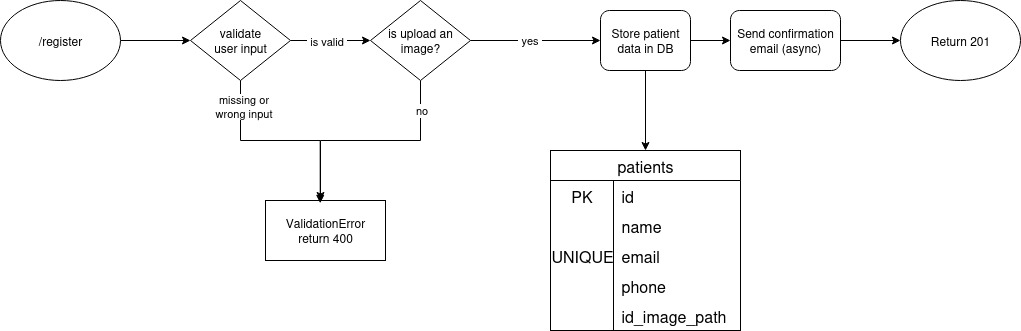 /register
validate
user input
is valid
is upload an
image?
yes
Store patient
data in DB
Send confirmation
email (async)
Return 201
missing or
wrong input
no
ValidationError
return 400
patients
PK id
name
UNIQUE email
phone
id_image_path